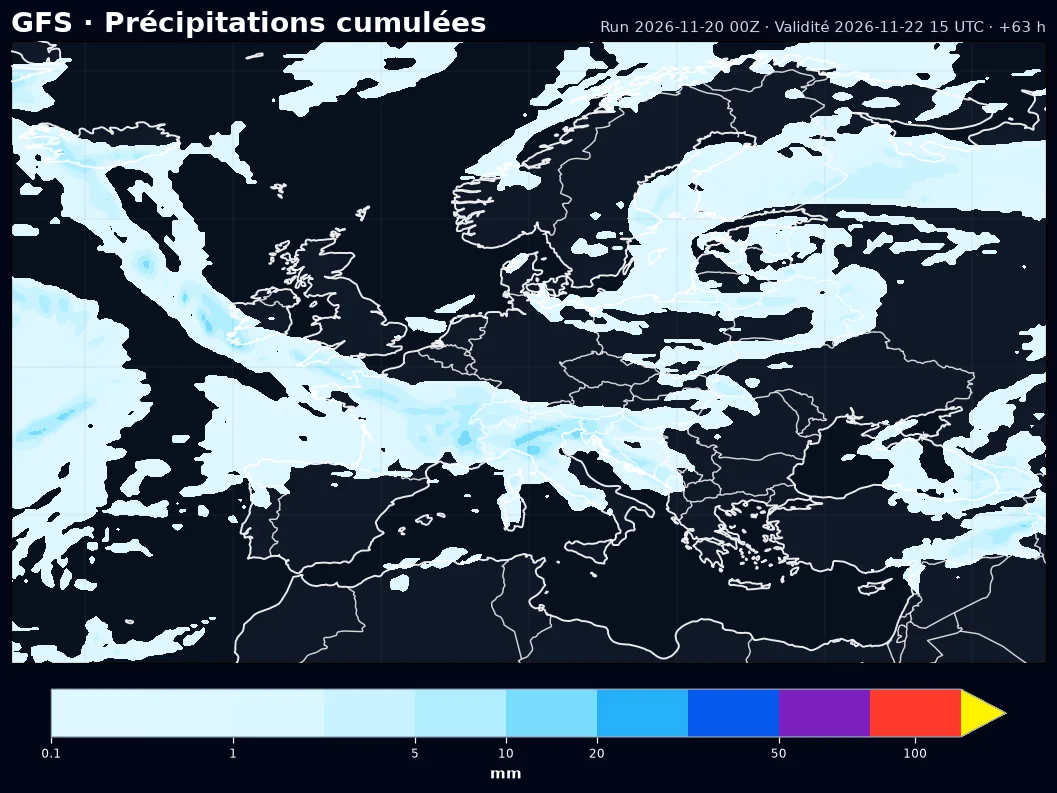 GFS · Précipitations cumulées
Run 2026-11-20 00Z · Validité 2026-11-22 15 UTC · +63 h
0.1 1 5 10 20 50 100
mm